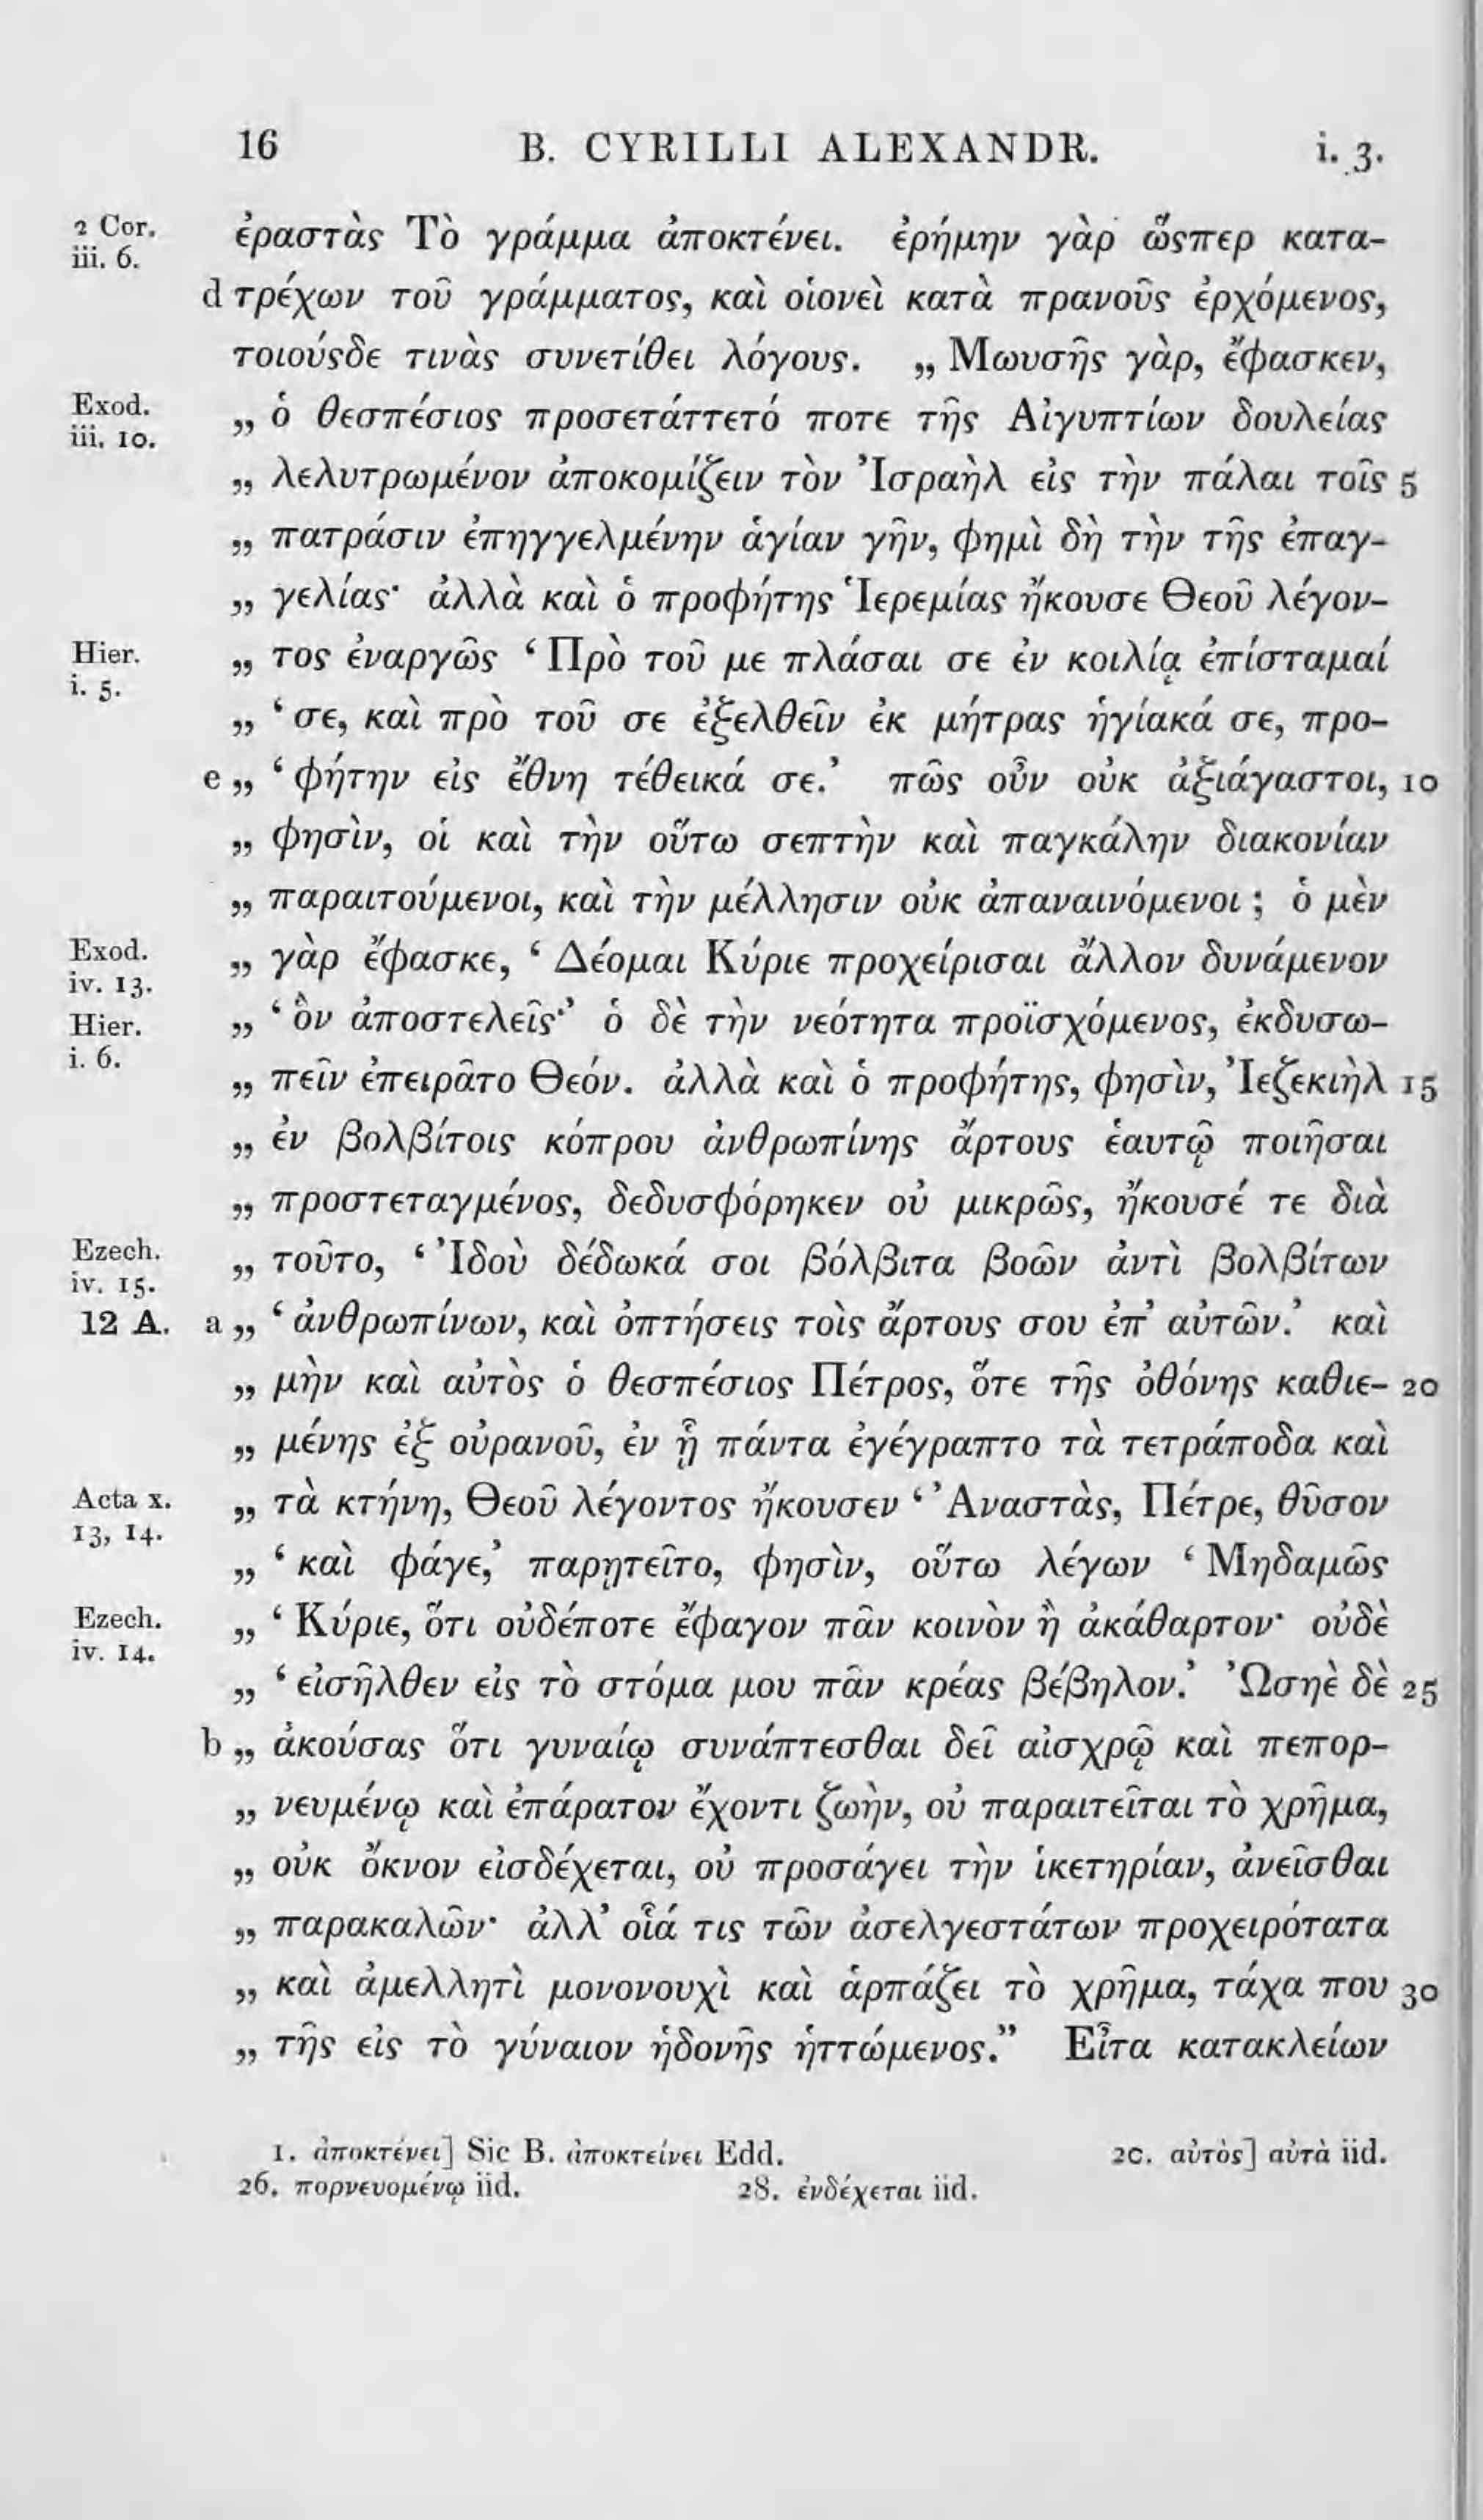 16 B. CYRILLI ALEXANDR. i. 3.
2 Cor. iii. 6. ἐραστὰς Τὸ γράμμα ἀποκτένει. ἐρήμην γὰρ ὥςπερ κατα-
d τρέχων τοῦ γράμματος, καὶ οἱονεὶ κατὰ πρανοῦς ἐρχόμενος,
τοιούςδε τινὰς συνετίθει λόγους. „ Μωυσῆς γὰρ, ἔφασκεν,
Exod. iii. 10. „ ὁ θεσπέσιος προσετάττετό ποτε τῆς Αἰγυπτίων δουλείας
„ λελυτρωμένον ἀποκομίζειν τὸν Ἰσραὴλ εἰς τὴν πάλαι τοῖς 5
„ πατράσιν ἐπηγγελμένην ἁγίαν γῆν, φημὶ δὴ τὴν τῆς ἐπαγ-
„ γελίας· ἀλλὰ καὶ ὁ προφήτης Ἱερεμίας ἤκουσε Θεοῦ λέγον-
Hier. i. 5. „ τος ἐναργῶς ‘ Πρὸ τοῦ με πλάσαι σε ἐν κοιλίᾳ ἐπίσταμαί
„ ‘ σε, καὶ πρὸ τοῦ σε ἐξελθεῖν ἐκ μήτρας ἡγίακά σε, προ-
e „ ‘ φήτην εἰς ἔθνη τέθεικά σε.’ πῶς οὖν οὐκ ἀξιάγαστοι, 10
„ φησὶν, οἱ καὶ τὴν οὕτω σεπτὴν καὶ παγκάλην διακονίαν
„ παραιτούμενοι, καὶ τὴν μέλλησιν οὐκ ἀπαναινόμενοι ; ὁ μὲν
Exod. iv. 13. „ γὰρ ἔφασκε, ‘ Δέομαι Κύριε προχείρισαι ἄλλον δυνάμενον
Hier. i. 6. „ ‘ ὃν ἀποστελεῖς·’ ὁ δὲ τὴν νεότητα προϊσχόμενος, ἐκδυσω-
„ πεῖν ἐπειρᾶτο Θεόν. ἀλλὰ καὶ ὁ προφήτης, φησὶν, Ἰεζεκιὴλ 15
„ ἐν βολβίτοις κόπρου ἀνθρωπίνης ἄρτους ἑαυτῷ ποιῆσαι
„ προστεταγμένος, δεδυσφόρηκεν οὐ μικρῶς, ἤκουσέ τε διὰ
Ezech. iv. 15. „ τοῦτο, ‘ Ἰδοὺ δέδωκά σοι βόλβιτα βοῶν ἀντὶ βολβίτων
12 A. a „ ‘ ἀνθρωπίνων, καὶ ὀπτήσεις τοὶς ἄρτους σου ἐπ’ αὐτῶν.’ καὶ
„ μὴν καὶ αὐτὸς ὁ θεσπέσιος Πέτρος, ὅτε τῆς ὀθόνης καθιε- 20
„ μένης ἐξ οὐρανοῦ, ἐν ᾗ πάντα ἐγέγραπτο τὰ τετράποδα καὶ
Acta x. 13, 14. „ τὰ κτήνη, Θεοῦ λέγοντος ἤκουσεν ‘ Ἀναστὰς, Πέτρε, θῦσον
„ ‘ καὶ φάγε,’ παρῃτεῖτο, φησὶν, οὕτω λέγων ‘ Μηδαμῶς
Ezech. iv. 14. „ ‘ Κύριε, ὅτι οὐδέποτε ἔφαγον πᾶν κοινὸν ἢ ἀκάθαρτον· οὐδὲ
„ ‘ εἰσῆλθεν εἰς τὸ στόμα μου πᾶν κρέας βέβηλον.’ Ὠσηὲ δὲ 25
b „ ἀκούσας ὅτι γυναίῳ συνάπτεσθαι δεῖ αἰσχρῷ καὶ πεπορ-
„ νευμένῳ καὶ ἐπάρατον ἔχοντι ζωὴν, οὐ παραιτεῖται τὸ χρῆμα,
„ οὐκ ὄκνον εἰσδέχεται, οὐ προσάγει τὴν ἱκετηρίαν, ἀνεῖσθαι
„ παρακαλῶν· ἀλλ’ οἷά τις τῶν ἀσελγεστάτων προχειρότατα
„ καὶ ἀμελλητὶ μονονουχὶ καὶ ἁρπάζει τὸ χρῆμα, τάχα που 30
„ τῆς εἰς τὸ γύναιον ἡδονῆς ἡττώμενος.” Εἶτα κατακλείων
1. ἀποκτένει] Sic B. ἀποκτείνει Edd. 20. αὐτὸς] αὐτὰ iid.
26. πορνευομένῳ iid. 28. ἐνδέχεται iid.